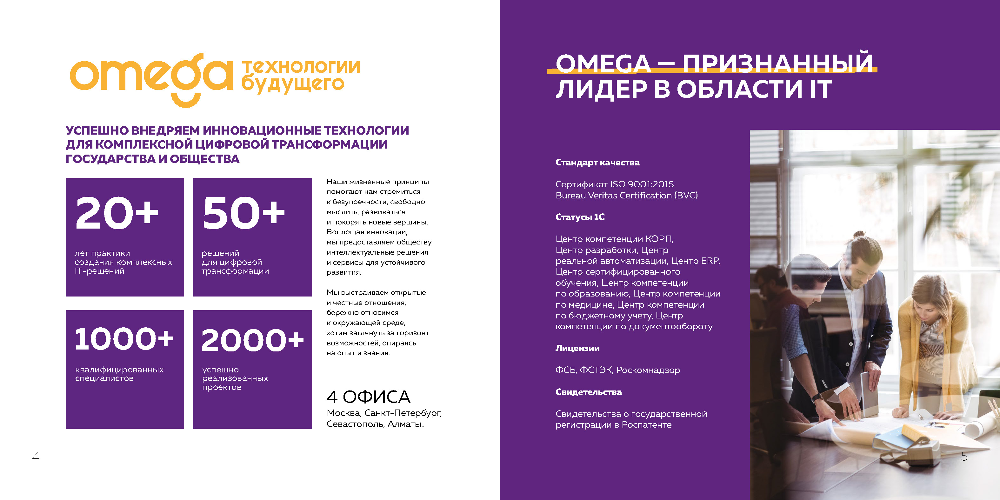 omega технологии
будущего
УСПЕШНО ВНЕДРЯЕМ ИННОВАЦИОННЫЕ ТЕХНОЛОГИИ
ДЛЯ КОМПЛЕКСНОЙ ЦИФРОВОЙ ТРАНСФОРМАЦИИ
ГОСУДАРСТВА И ОБЩЕСТВА
20+
лет практики
создания комплексных
IT-решений
50+
решений
для цифровой
трансформации
1000+
квалифицированных
специалистов
2000+
успешно
реализованных
проектов
Наши жизненные принципы
помогают нам стремиться
к безупречности, свободно
мыслить, развиваться
и покорять новые вершины.
Воплощая инновации,
мы предоставляем обществу
интеллектуальные решения
и сервисы для устойчивого
развития.
Мы выстраиваем открытые
и честные отношения,
бережно относимся
к окружающей среде,
хотим заглянуть за горизонт
возможностей, опираясь
на опыт и знания.
4 ОФИСА
Москва, Санкт-Петербург,
Севастополь, Алматы.
4
OMEGA — ПРИЗНАННЫЙ
ЛИДЕР В ОБЛАСТИ IT
Стандарт качества
Сертификат ISO 9001:2015
Bureau Veritas Certification (BVC)
Статусы 1С
Центр компетенции КОРП,
Центр разработки, Центр
реальной автоматизации, Центр ERP,
Центр сертифицированного
обучения, Центр компетенции
по образованию, Центр компетенции
по медицине, Центр компетенции
по бюджетному учету, Центр
компетенции по документообороту
Лицензии
ФСБ, ФСТЭК, Роскомнадзор
Свидетельства
Свидетельства о государственной
регистрации в Роспатенте
5